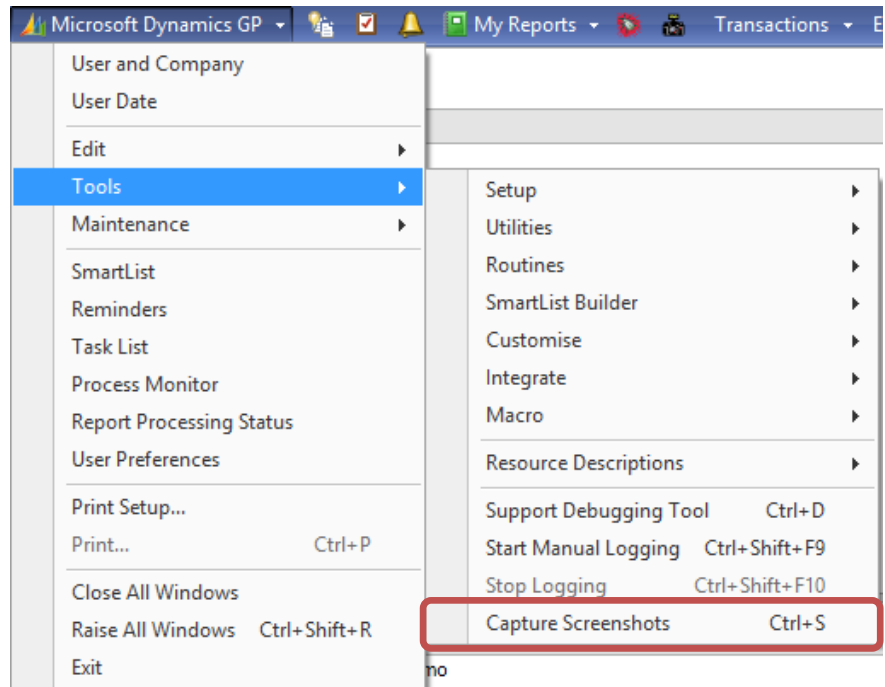 Microsoft Dynamics GP
My Reports
Transactions
E
User and Company
User Date
Edit
Tools
Maintenance
SmartList
Reminders
Task List
Process Monitor
Report Processing Status
User Preferences
Print Setup...
Print... Ctrl+P
Close All Windows
Raise All Windows Ctrl+Shift+R
Exit
Setup
Utilities
Routines
SmartList Builder
Customise
Integrate
Macro
Resource Descriptions
Support Debugging Tool Ctrl+D
Start Manual Logging Ctrl+Shift+F9
Stop Logging Ctrl+Shift+F10
Capture Screenshots Ctrl+S
mo